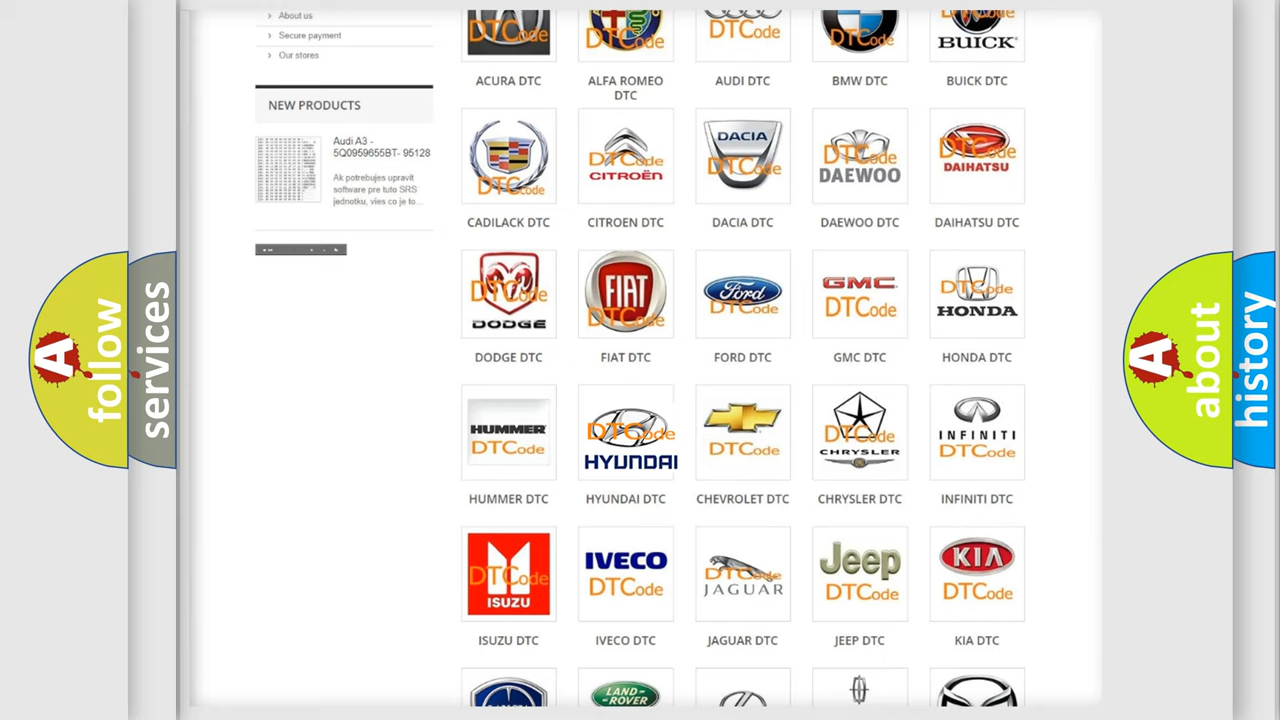 About us
Secure payment
Our stores
NEW PRODUCTS
Audi A3 -
5Q0959655BT- 95128
Ak potrebujes upravit
software pre tuto SRS
jednotku, vies co je to...
DTCode
DTCode
DTCode
DTCode
BUICK
ACURA DTC
ALFA ROMEO
DTC
AUDI DTC
BMW DTC
BUICK DTC
DTCode
DTCode
CITROËN
DACIA
DTCode
DTCode
DAEWOO
DTCode
DAIHATSU
CADILACK DTC
CITROEN DTC
DACIA DTC
DAEWOO DTC
DAIHATSU DTC
DTCode
DODGE
FIAT
DTCode
Ford
DTCode
GMC
DTCode
DTCode
HONDA
DODGE DTC
FIAT DTC
FORD DTC
GMC DTC
HONDA DTC
HUMMER
DTCode
DTCode
HYUNDAI
DTCode
DTCode
CHRYSLER
INFINITI
DTCode
HUMMER DTC
HYUNDAI DTC
CHEVROLET DTC
CHRYSLER DTC
INFINITI DTC
DTCode
ISUZU
IVECO
DTCode
DTCode
JAGUAR
Jeep
DTCode
KIA
DTCode
ISUZU DTC
IVECO DTC
JAGUAR DTC
JEEP DTC
KIA DTC
LAND-
ROVER
A
follow
services
A
about
history